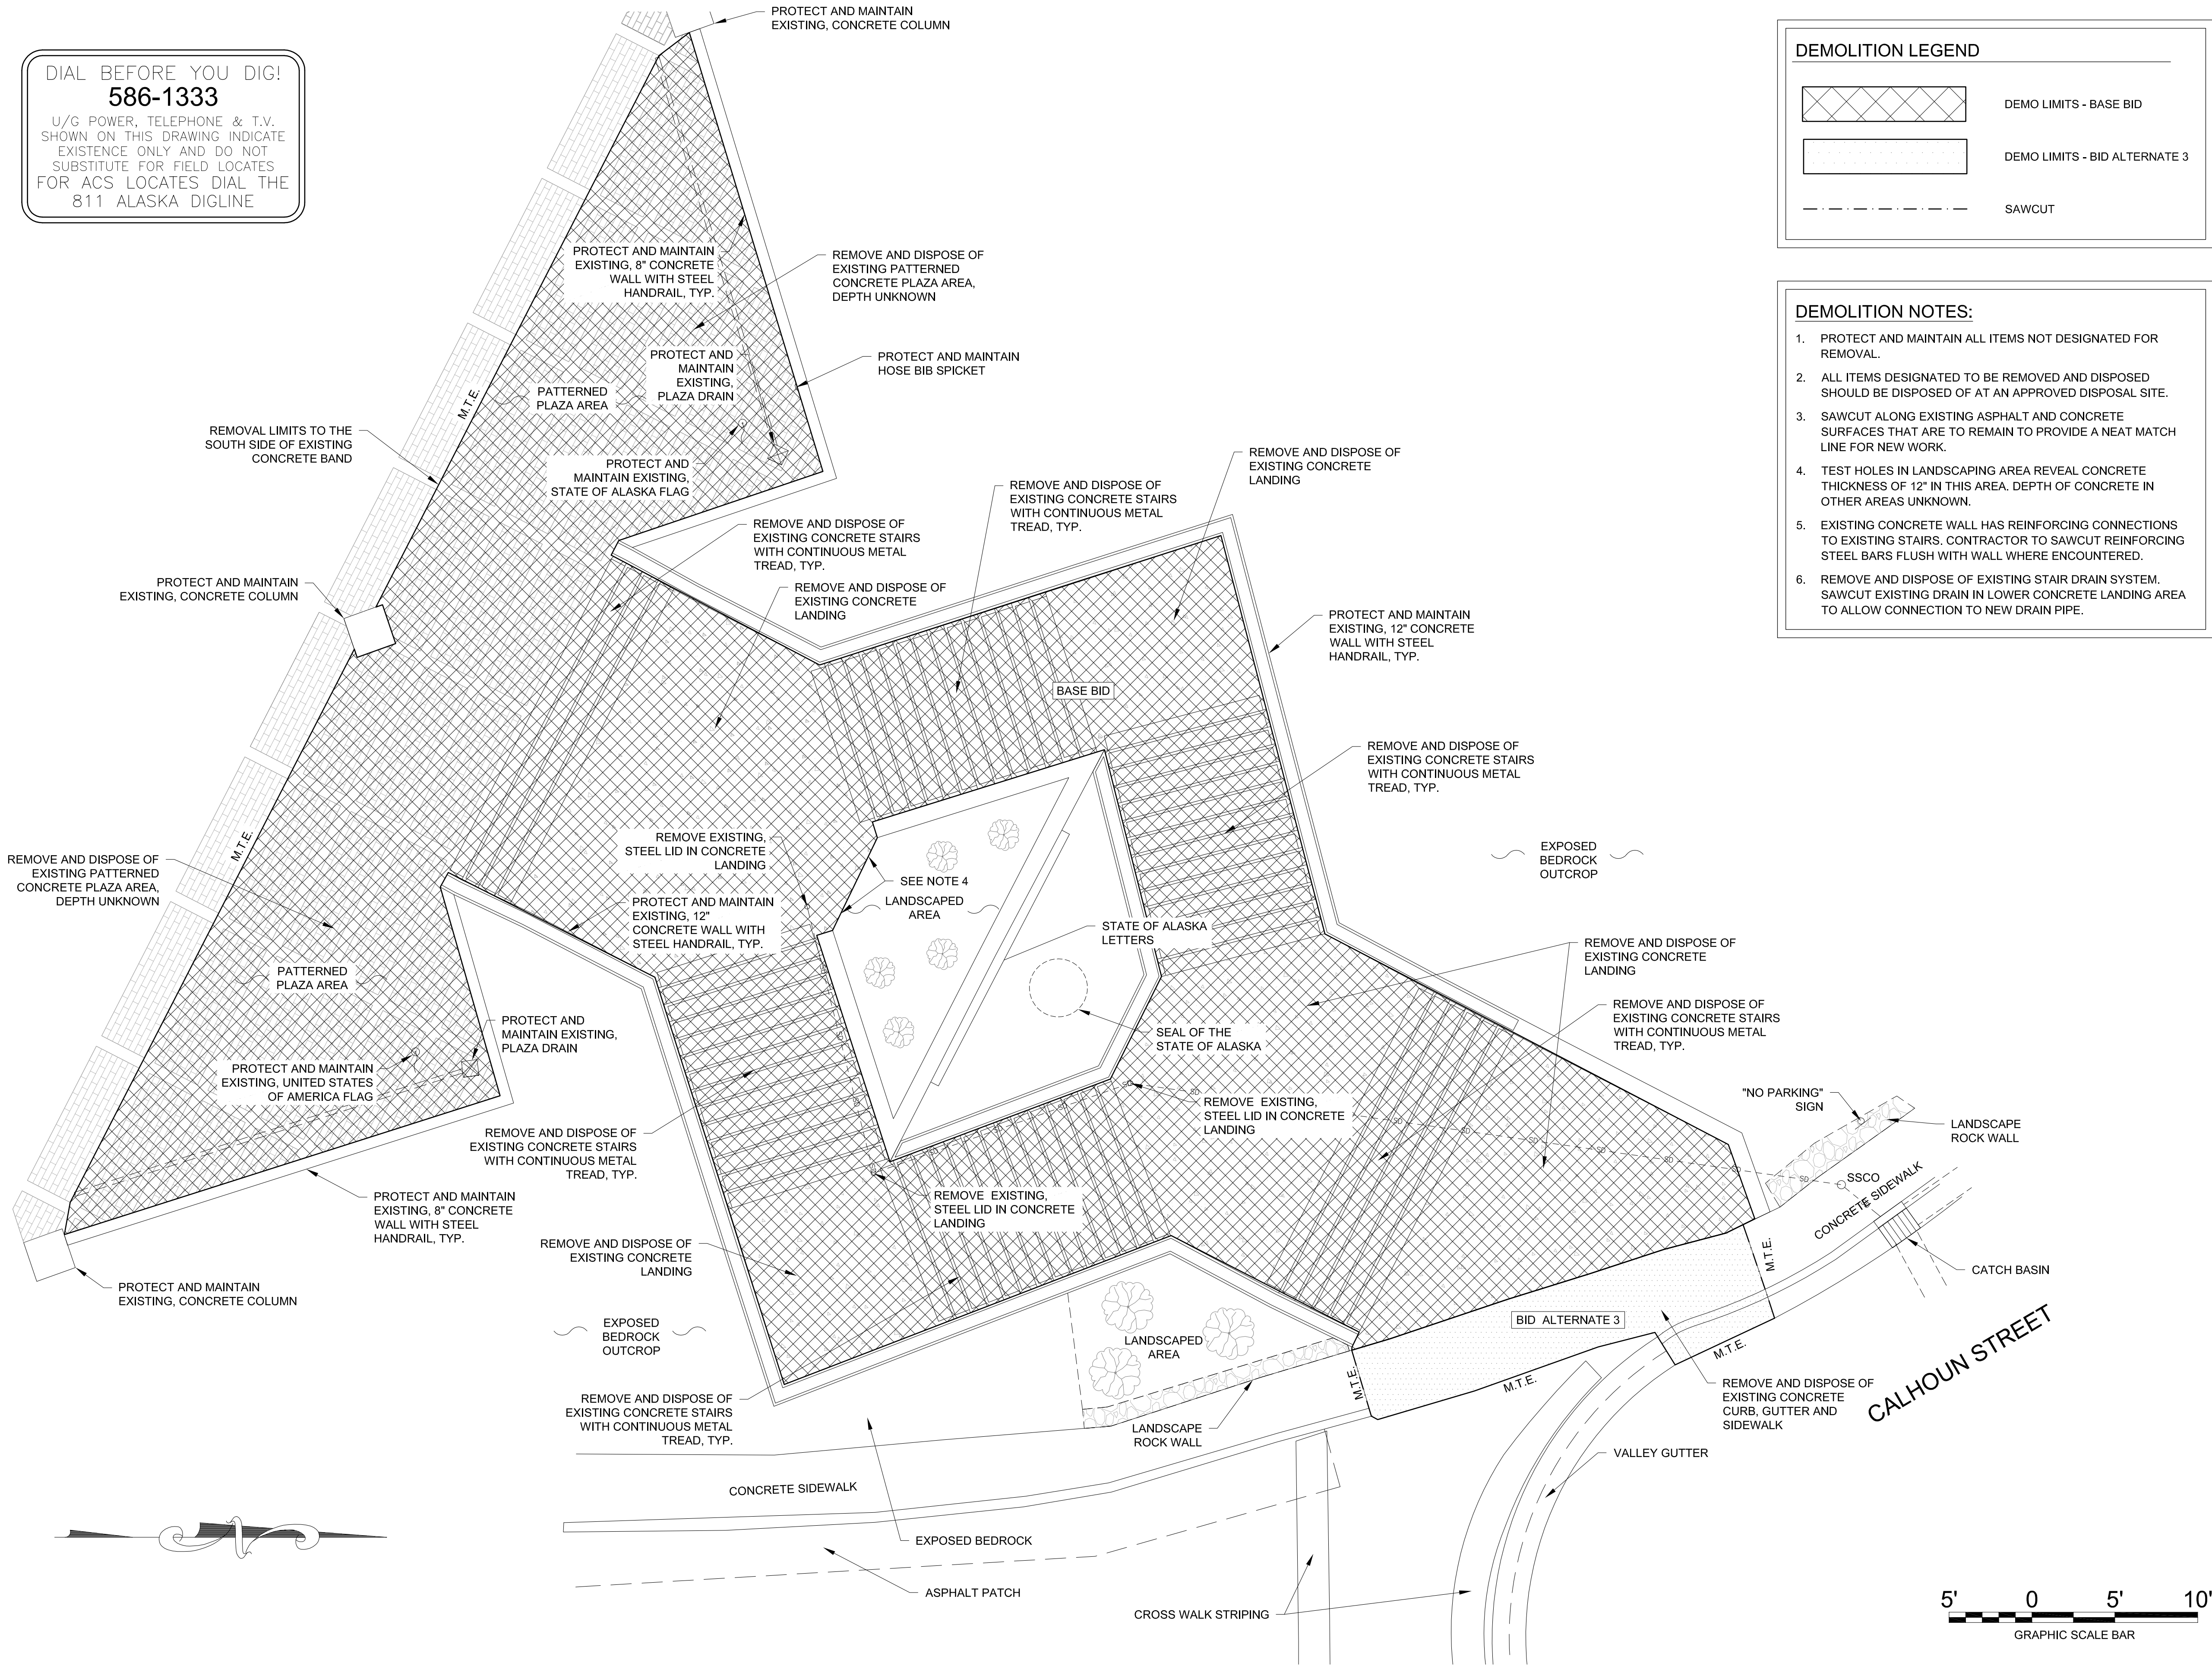 DIAL BEFORE YOU DIG!
586-1333
U/G POWER, TELEPHONE & T.V.
SHOWN ON THIS DRAWING INDICATE
EXISTENCE ONLY AND DO NOT
SUBSTITUTE FOR FIELD LOCATES
FOR ACS LOCATES DIAL THE
811 ALASKA DIGLINE
PROTECT AND MAINTAIN
EXISTING, CONCRETE COLUMN
DEMOLITION LEGEND
DEMO LIMITS - BASE BID
DEMO LIMITS - BID ALTERNATE 3
SAWCUT
DEMOLITION NOTES:
1. PROTECT AND MAINTAIN ALL ITEMS NOT DESIGNATED FOR
REMOVAL.
2. ALL ITEMS DESIGNATED TO BE REMOVED AND DISPOSED
SHOULD BE DISPOSED OF AT AN APPROVED DISPOSAL SITE.
3. SAWCUT ALONG EXISTING ASPHALT AND CONCRETE
SURFACES THAT ARE TO REMAIN TO PROVIDE A NEAT MATCH
LINE FOR NEW WORK.
4. TEST HOLES IN LANDSCAPING AREA REVEAL CONCRETE
THICKNESS OF 12" IN THIS AREA. DEPTH OF CONCRETE IN
OTHER AREAS UNKNOWN.
5. EXISTING CONCRETE WALL HAS REINFORCING CONNECTIONS
TO EXISTING STAIRS. CONTRACTOR TO SAWCUT REINFORCING
STEEL BARS FLUSH WITH WALL WHERE ENCOUNTERED.
6. REMOVE AND DISPOSE OF EXISTING STAIR DRAIN SYSTEM.
SAWCUT EXISTING DRAIN IN LOWER CONCRETE LANDING AREA
TO ALLOW CONNECTION TO NEW DRAIN PIPE.
PROTECT AND MAINTAIN
EXISTING, 8" CONCRETE
WALL WITH STEEL
HANDRAIL, TYP.
REMOVE AND DISPOSE OF
EXISTING PATTERNED
CONCRETE PLAZA AREA,
DEPTH UNKNOWN
PROTECT AND
MAINTAIN
EXISTING,
PLAZA DRAIN
PROTECT AND MAINTAIN
HOSE BIB SPICKET
PATTERNED
PLAZA AREA
M.T.E.
REMOVAL LIMITS TO THE
SOUTH SIDE OF EXISTING
CONCRETE BAND
PROTECT AND
MAINTAIN EXISTING,
STATE OF ALASKA FLAG
REMOVE AND DISPOSE OF
EXISTING CONCRETE
LANDING
REMOVE AND DISPOSE OF
EXISTING CONCRETE STAIRS
WITH CONTINUOUS METAL
TREAD, TYP.
REMOVE AND DISPOSE OF
EXISTING CONCRETE STAIRS
WITH CONTINUOUS METAL
TREAD, TYP.
PROTECT AND MAINTAIN
EXISTING, CONCRETE COLUMN
REMOVE AND DISPOSE OF
EXISTING CONCRETE
LANDING
PROTECT AND MAINTAIN
EXISTING, 12" CONCRETE
WALL WITH STEEL
HANDRAIL, TYP.
BASE BID
REMOVE AND DISPOSE OF
EXISTING CONCRETE STAIRS
WITH CONTINUOUS METAL
TREAD, TYP.
M.T.E.
REMOVE AND DISPOSE OF
EXISTING PATTERNED
CONCRETE PLAZA AREA,
DEPTH UNKNOWN
REMOVE EXISTING,
STEEL LID IN CONCRETE
LANDING
EXPOSED
BEDROCK
OUTCROP
SEE NOTE 4
LANDSCAPED
AREA
PROTECT AND MAINTAIN
EXISTING, 12"
CONCRETE WALL WITH
STEEL HANDRAIL, TYP.
STATE OF ALASKA
LETTERS
REMOVE AND DISPOSE OF
EXISTING CONCRETE
LANDING
PATTERNED
PLAZA AREA
REMOVE AND DISPOSE OF
EXISTING CONCRETE STAIRS
WITH CONTINUOUS METAL
TREAD, TYP.
PROTECT AND
MAINTAIN EXISTING,
PLAZA DRAIN
SEAL OF THE
STATE OF ALASKA
PROTECT AND MAINTAIN
EXISTING, UNITED STATES
OF AMERICA FLAG
REMOVE EXISTING,
STEEL LID IN CONCRETE
LANDING
SD
SD
SD
SD
SD
SD
SD
SD
SD
SD
SD
SD
SD
"NO PARKING"
SIGN
LANDSCAPE
ROCK WALL
SSCO
CONCRETE SIDEWALK
REMOVE AND DISPOSE OF
EXISTING CONCRETE STAIRS
WITH CONTINUOUS METAL
TREAD, TYP.
PROTECT AND MAINTAIN
EXISTING, 8" CONCRETE
WALL WITH STEEL
HANDRAIL, TYP.
REMOVE EXISTING,
STEEL LID IN CONCRETE
LANDING
REMOVE AND DISPOSE OF
EXISTING CONCRETE
LANDING
M.T.E.
CATCH BASIN
PROTECT AND MAINTAIN
EXISTING, CONCRETE COLUMN
EXPOSED
BEDROCK
OUTCROP
LANDSCAPED
AREA
BID ALTERNATE 3
M.T.E.
M.T.E.
M.T.E.
CALHOUN STREET
REMOVE AND DISPOSE OF
EXISTING CONCRETE
CURB, GUTTER AND
SIDEWALK
REMOVE AND DISPOSE OF
EXISTING CONCRETE STAIRS
WITH CONTINUOUS METAL
TREAD, TYP.
LANDSCAPE
ROCK WALL
VALLEY GUTTER
CONCRETE SIDEWALK
EXPOSED BEDROCK
ASPHALT PATCH
CROSS WALK STRIPING
N
5' 0 5' 10'
GRAPHIC SCALE BAR